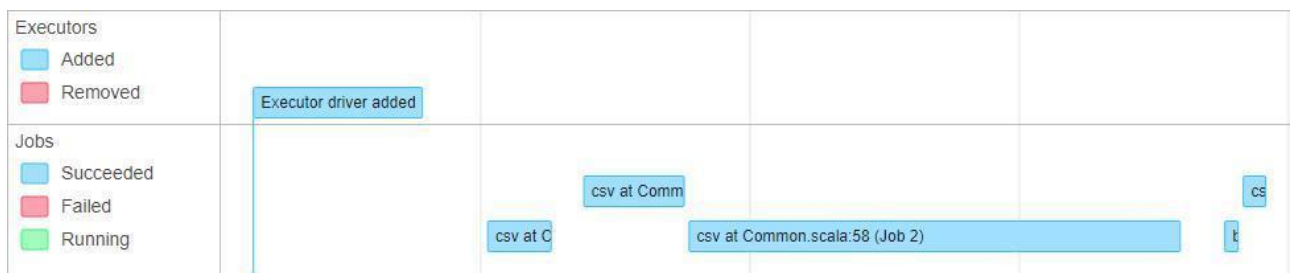 Executors
Added
Removed
Executor driver added
Jobs
Succeeded
Failed
Running
csv at Comm
cs
csv at C
csv at Common.scala:58 (Job 2)
b